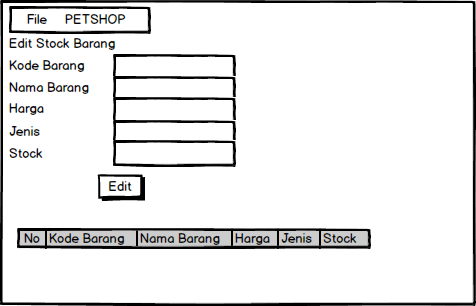 File PETSHOP
Edit Stock Barang
Kode Barang
Nama Barang
Harga
Jenis
Stock
Edit
No Kode Barang Nama Barang Harga Jenis Stock